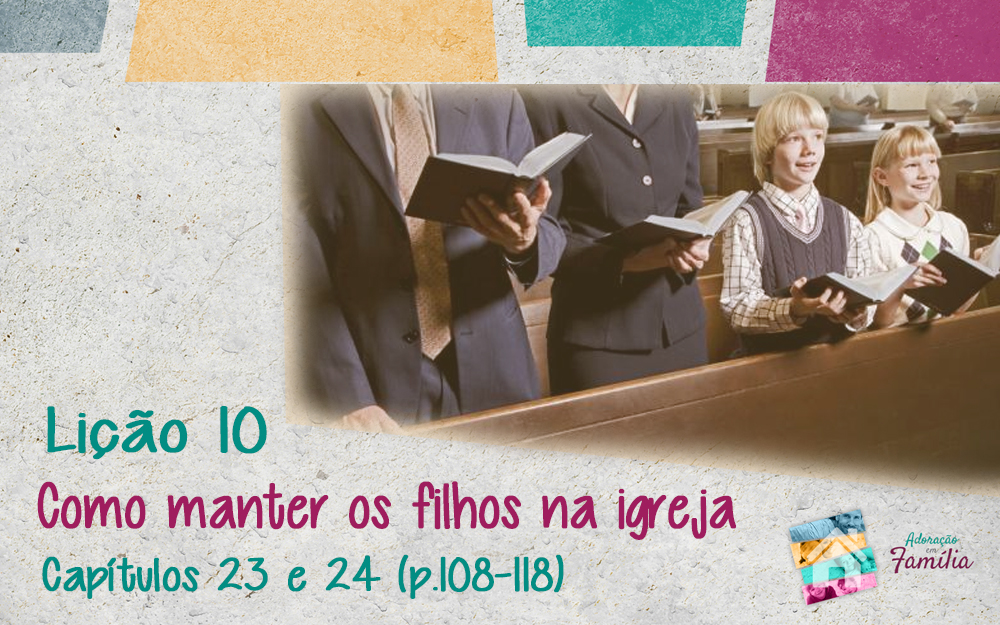 Lição 10
Como manter os filhos na igreja
Capítulos 23 e 24 (p.108-118)
Adoração
em
Família